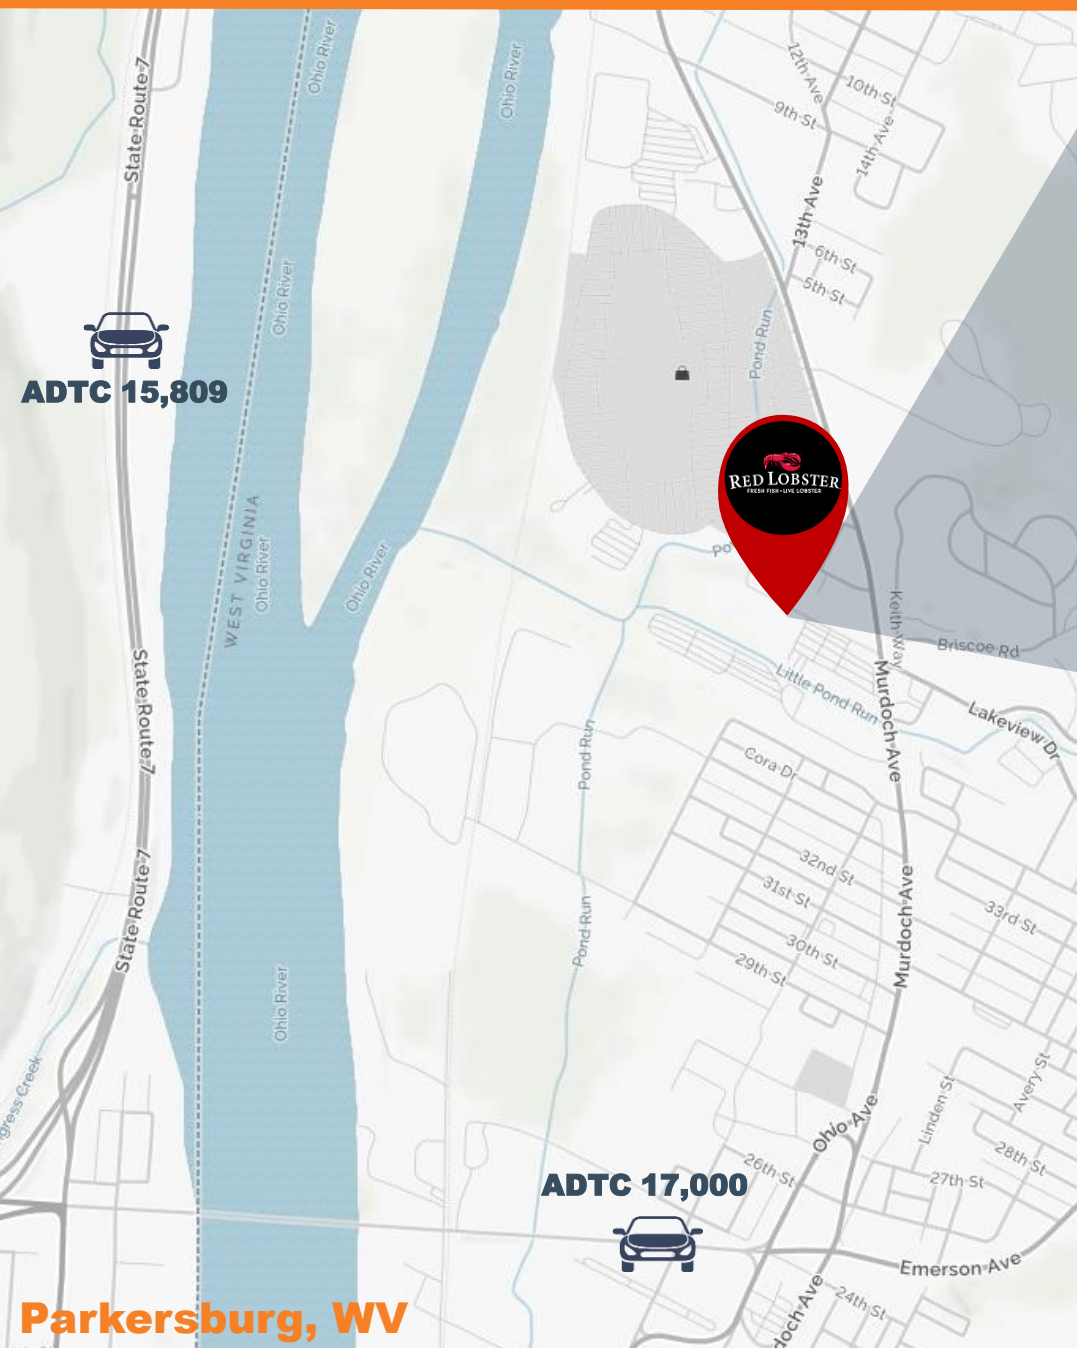 State Route 7
Ohio River
Ohio River
12th Ave
10th St
9th St
14th Ave
13th Ave
6th St
5th St
Ohio River
Pond Run
ADTC 15,809
RED LOBSTER
FRESH FISH • LIVE LOBSTER
WEST VIRGINIA
Ohio River
Ohio River
Po
Keith Way
Briscoe Rd
State Route 7
Little Pond Run
Murdoch Ave
Lakeview Dr
Pond Run
Cora Dr
32nd St
31st St
33rd St
Murdoch Ave
State Route 7
Pond Run
30th St
29th St
Ohio River
gress Creek
Linden St
Avery St
Ohio Ave
28th St
26th St
27th St
ADTC 17,000
Emerson Ave
24th St
doch Ave
Parkersburg, WV